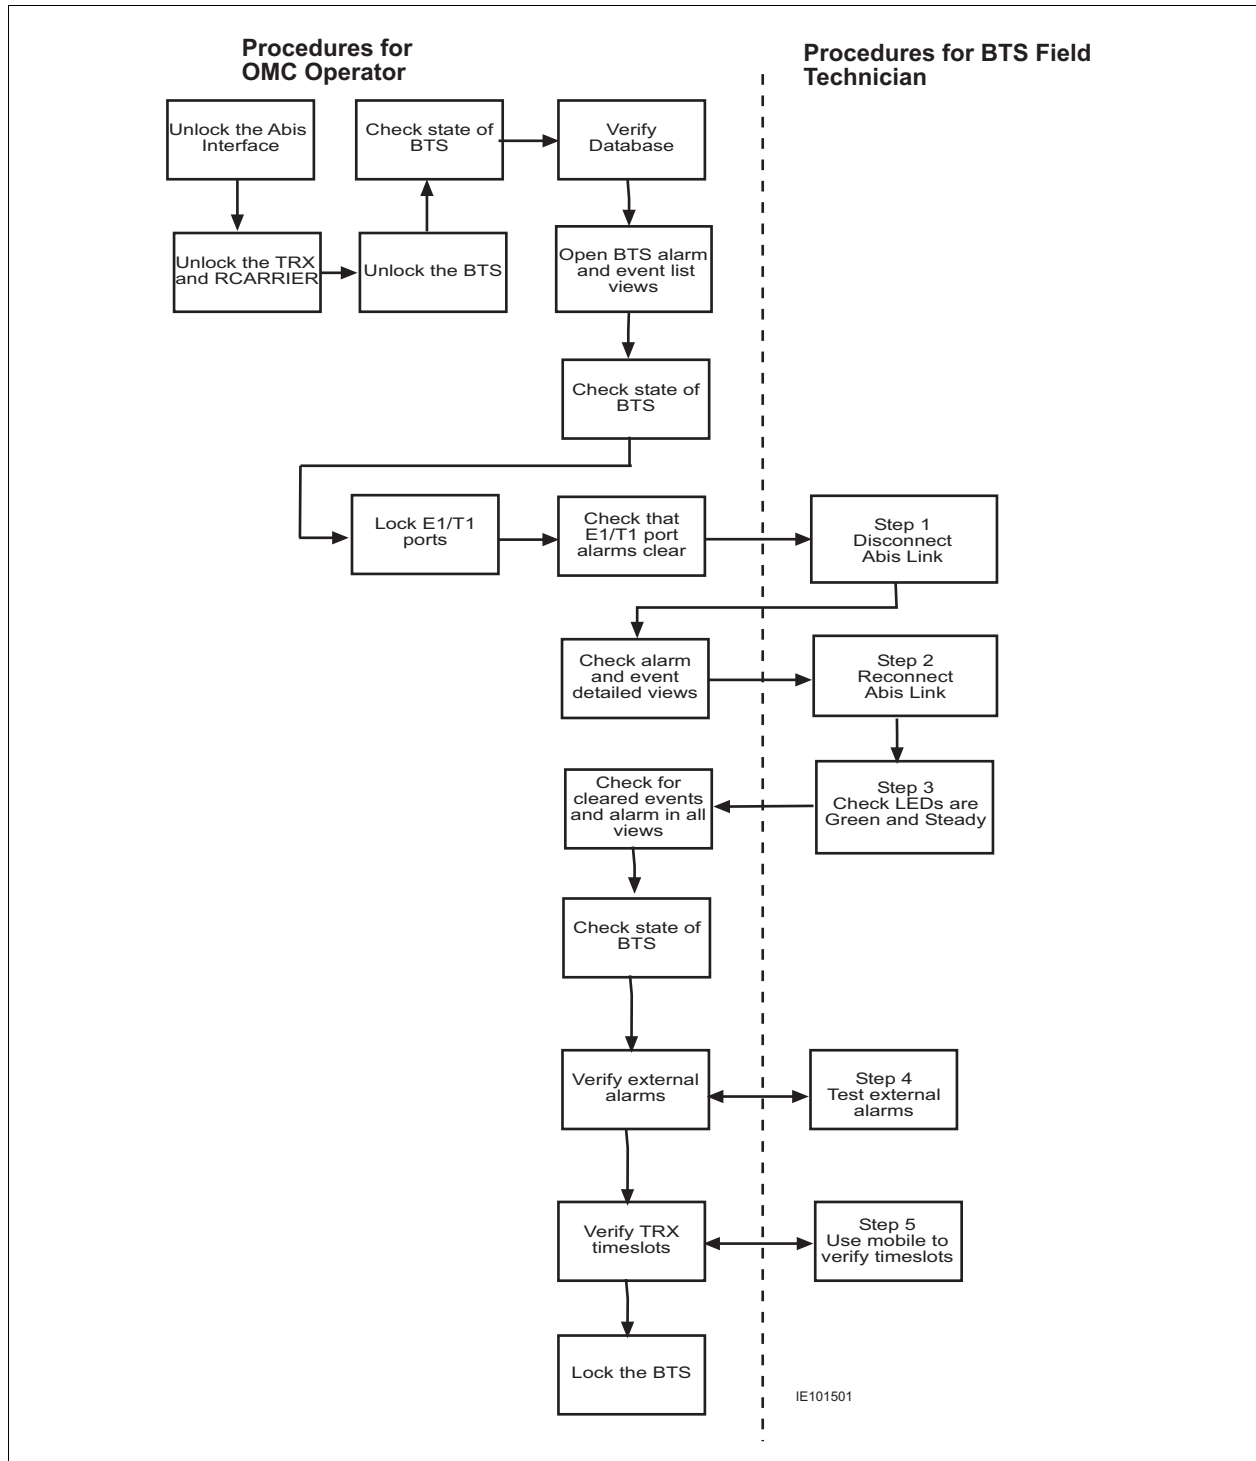 Procedures for
OMC Operator
Procedures for BTS Field
Technician
Unlock the Abis
Interface
Check state of
BTS
Verify
Database
Unlock the TRX
and RCARRIER
Unlock the BTS
Open BTS alarm
and event list
views
Check state of
BTS
Lock E1/T1
ports
Check that
E1/T1 port
alarms clear
Step 1
Disconnect
Abis Link
Check alarm
and event
detailed views
Step 2
Reconnect
Abis Link
Check for
cleared events
and alarm in all
views
Step 3
Check LEDs are
Green and Steady
Check state of
BTS
Verify external
alarms
Step 4
Test external
alarms
Verify TRX
timeslots
Step 5
Use mobile to
verify timeslots
Lock the BTS
IE101501